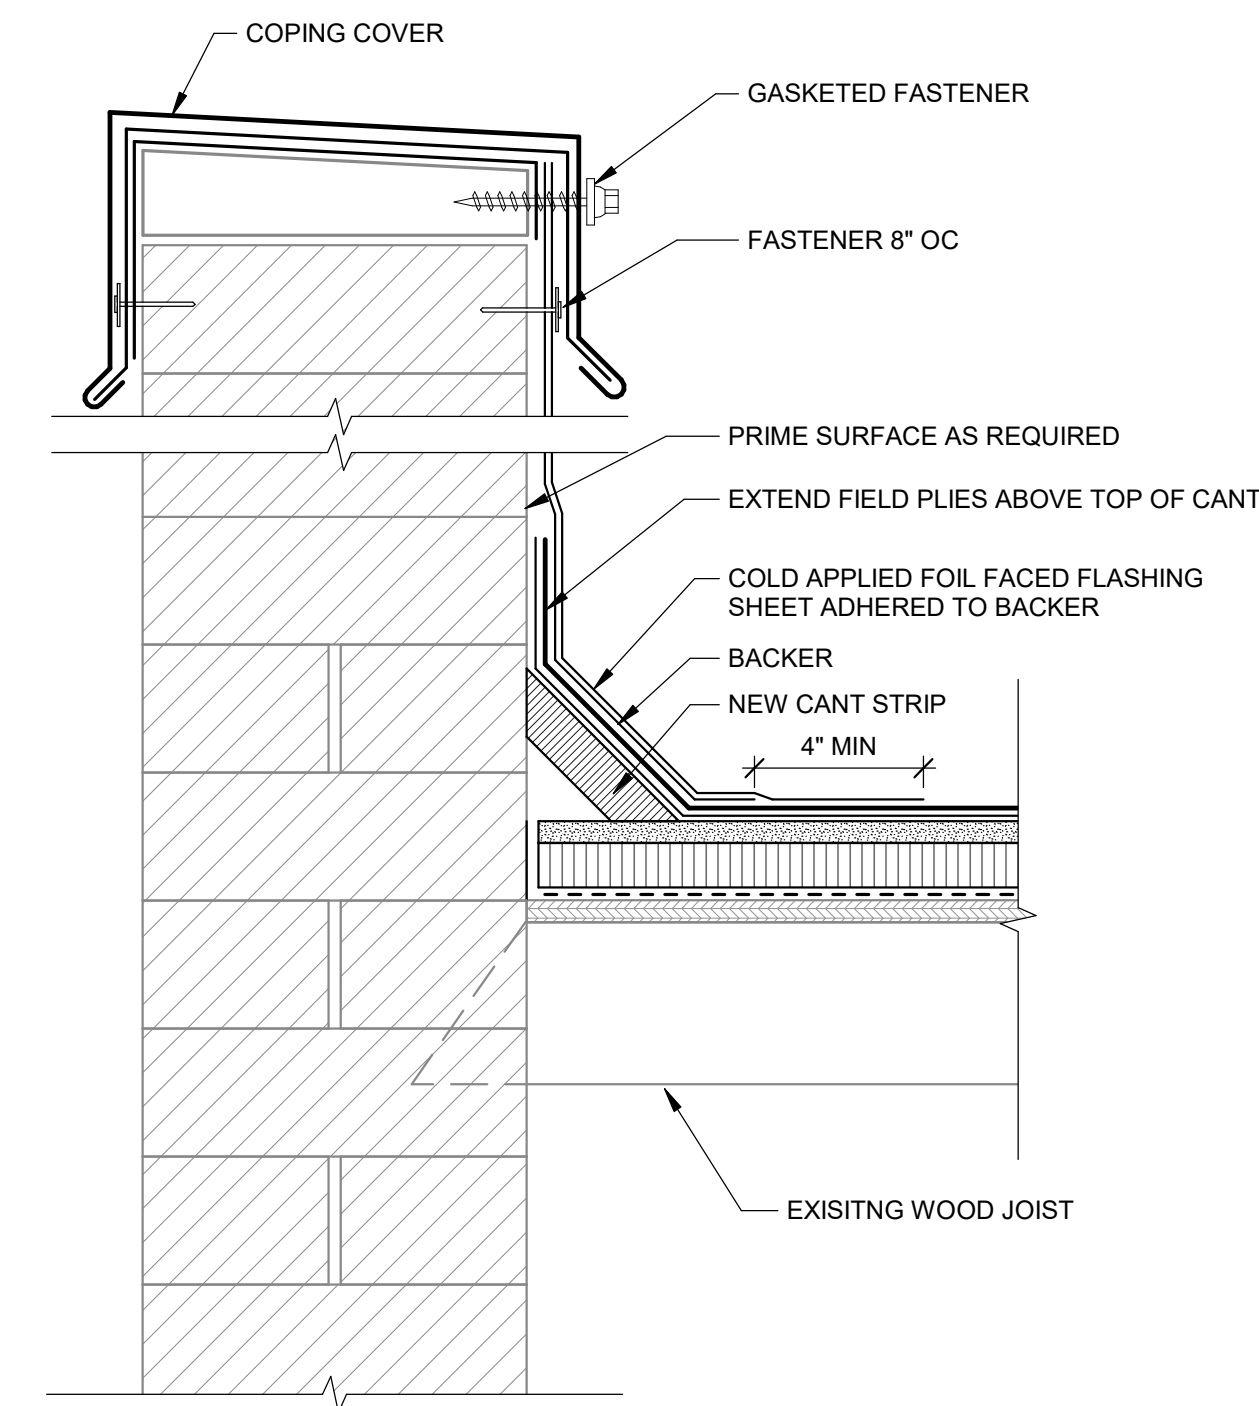 COPING COVER
GASKETED FASTENER
FASTENER 8" OC
PRIME SURFACE AS REQUIRED
EXTEND FIELD PLIES ABOVE TOP OF CANT
COLD APPLIED FOIL FACED FLASHING
SHEET ADHERED TO BACKER
BACKER
NEW CANT STRIP
4" MIN
EXISITNG WOOD JOIST